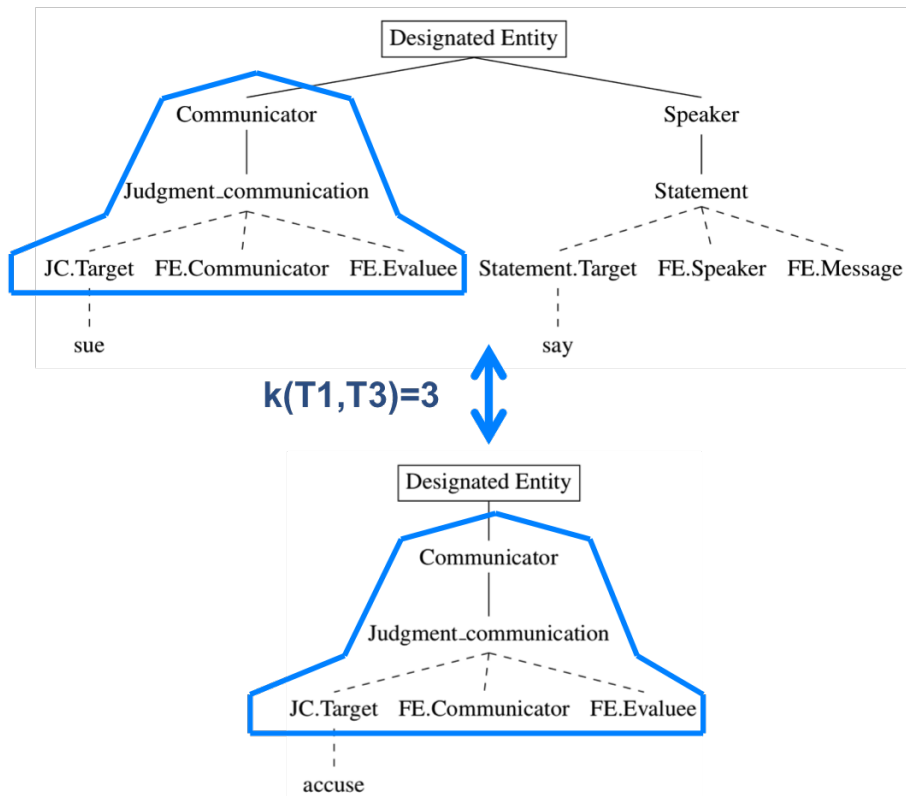 Designated Entity
Communicator Speaker
Judgment_communication Statement
JC.Target FE.Communicator FE.Evaluee Statement.Target FE.Speaker FE.Message
sue say
k(T1,T3)=3
Designated Entity
Communicator
Judgment_communication
JC.Target FE.Communicator FE.Evaluee
accuse